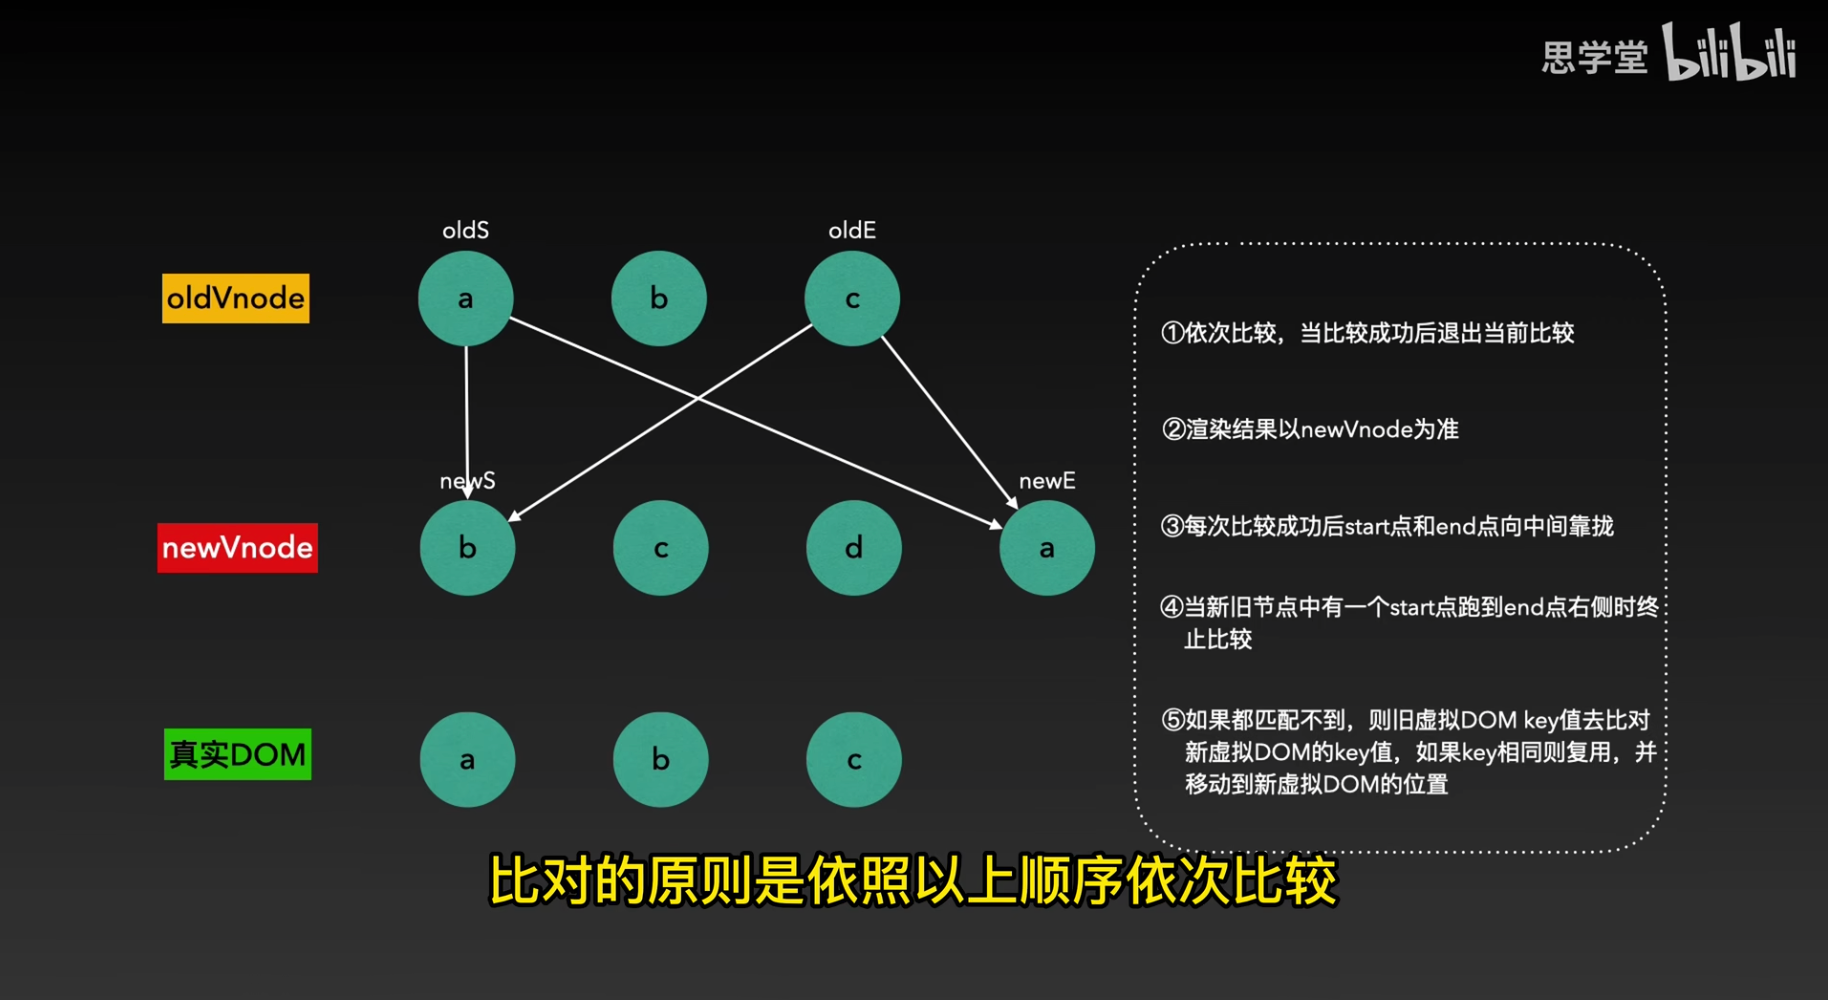 思学堂 bilibili
oldS
oldE
oldVnode
a
b
c
newS
newE
newVnode
b
c
d
a
真实DOM
a
b
c
①依次比较，当比较成功后退出当前比较
②渲染结果以newVnode为准
③每次比较成功后start点和end点向中间靠拢
④当新旧节点中有一个start点跑到end点右侧时终
止比较
⑤如果都匹配不到，则旧虚拟DOM key值去比对
新虚拟DOM的key值，如果key相同则复用，并
移动到新虚拟DOM的位置
比对的原则是依照以上顺序依次比较